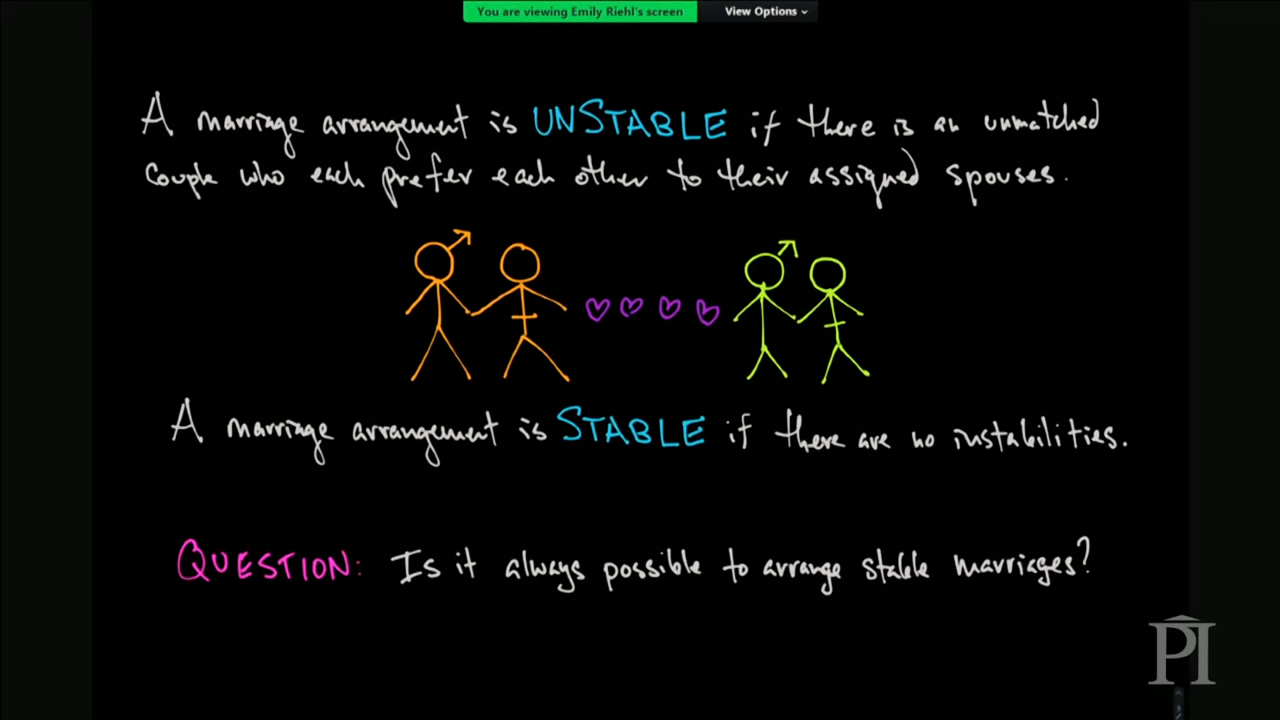 You are viewing Emily Riehl's screen View Options
A marriage arrangement is UNSTABLE if there is an unmatched
couple who each prefer each other to their assigned spouses.
A marriage arrangement is STABLE if there are no instabilities.
QUESTION: Is it always possible to arrange stable marriages?
PI